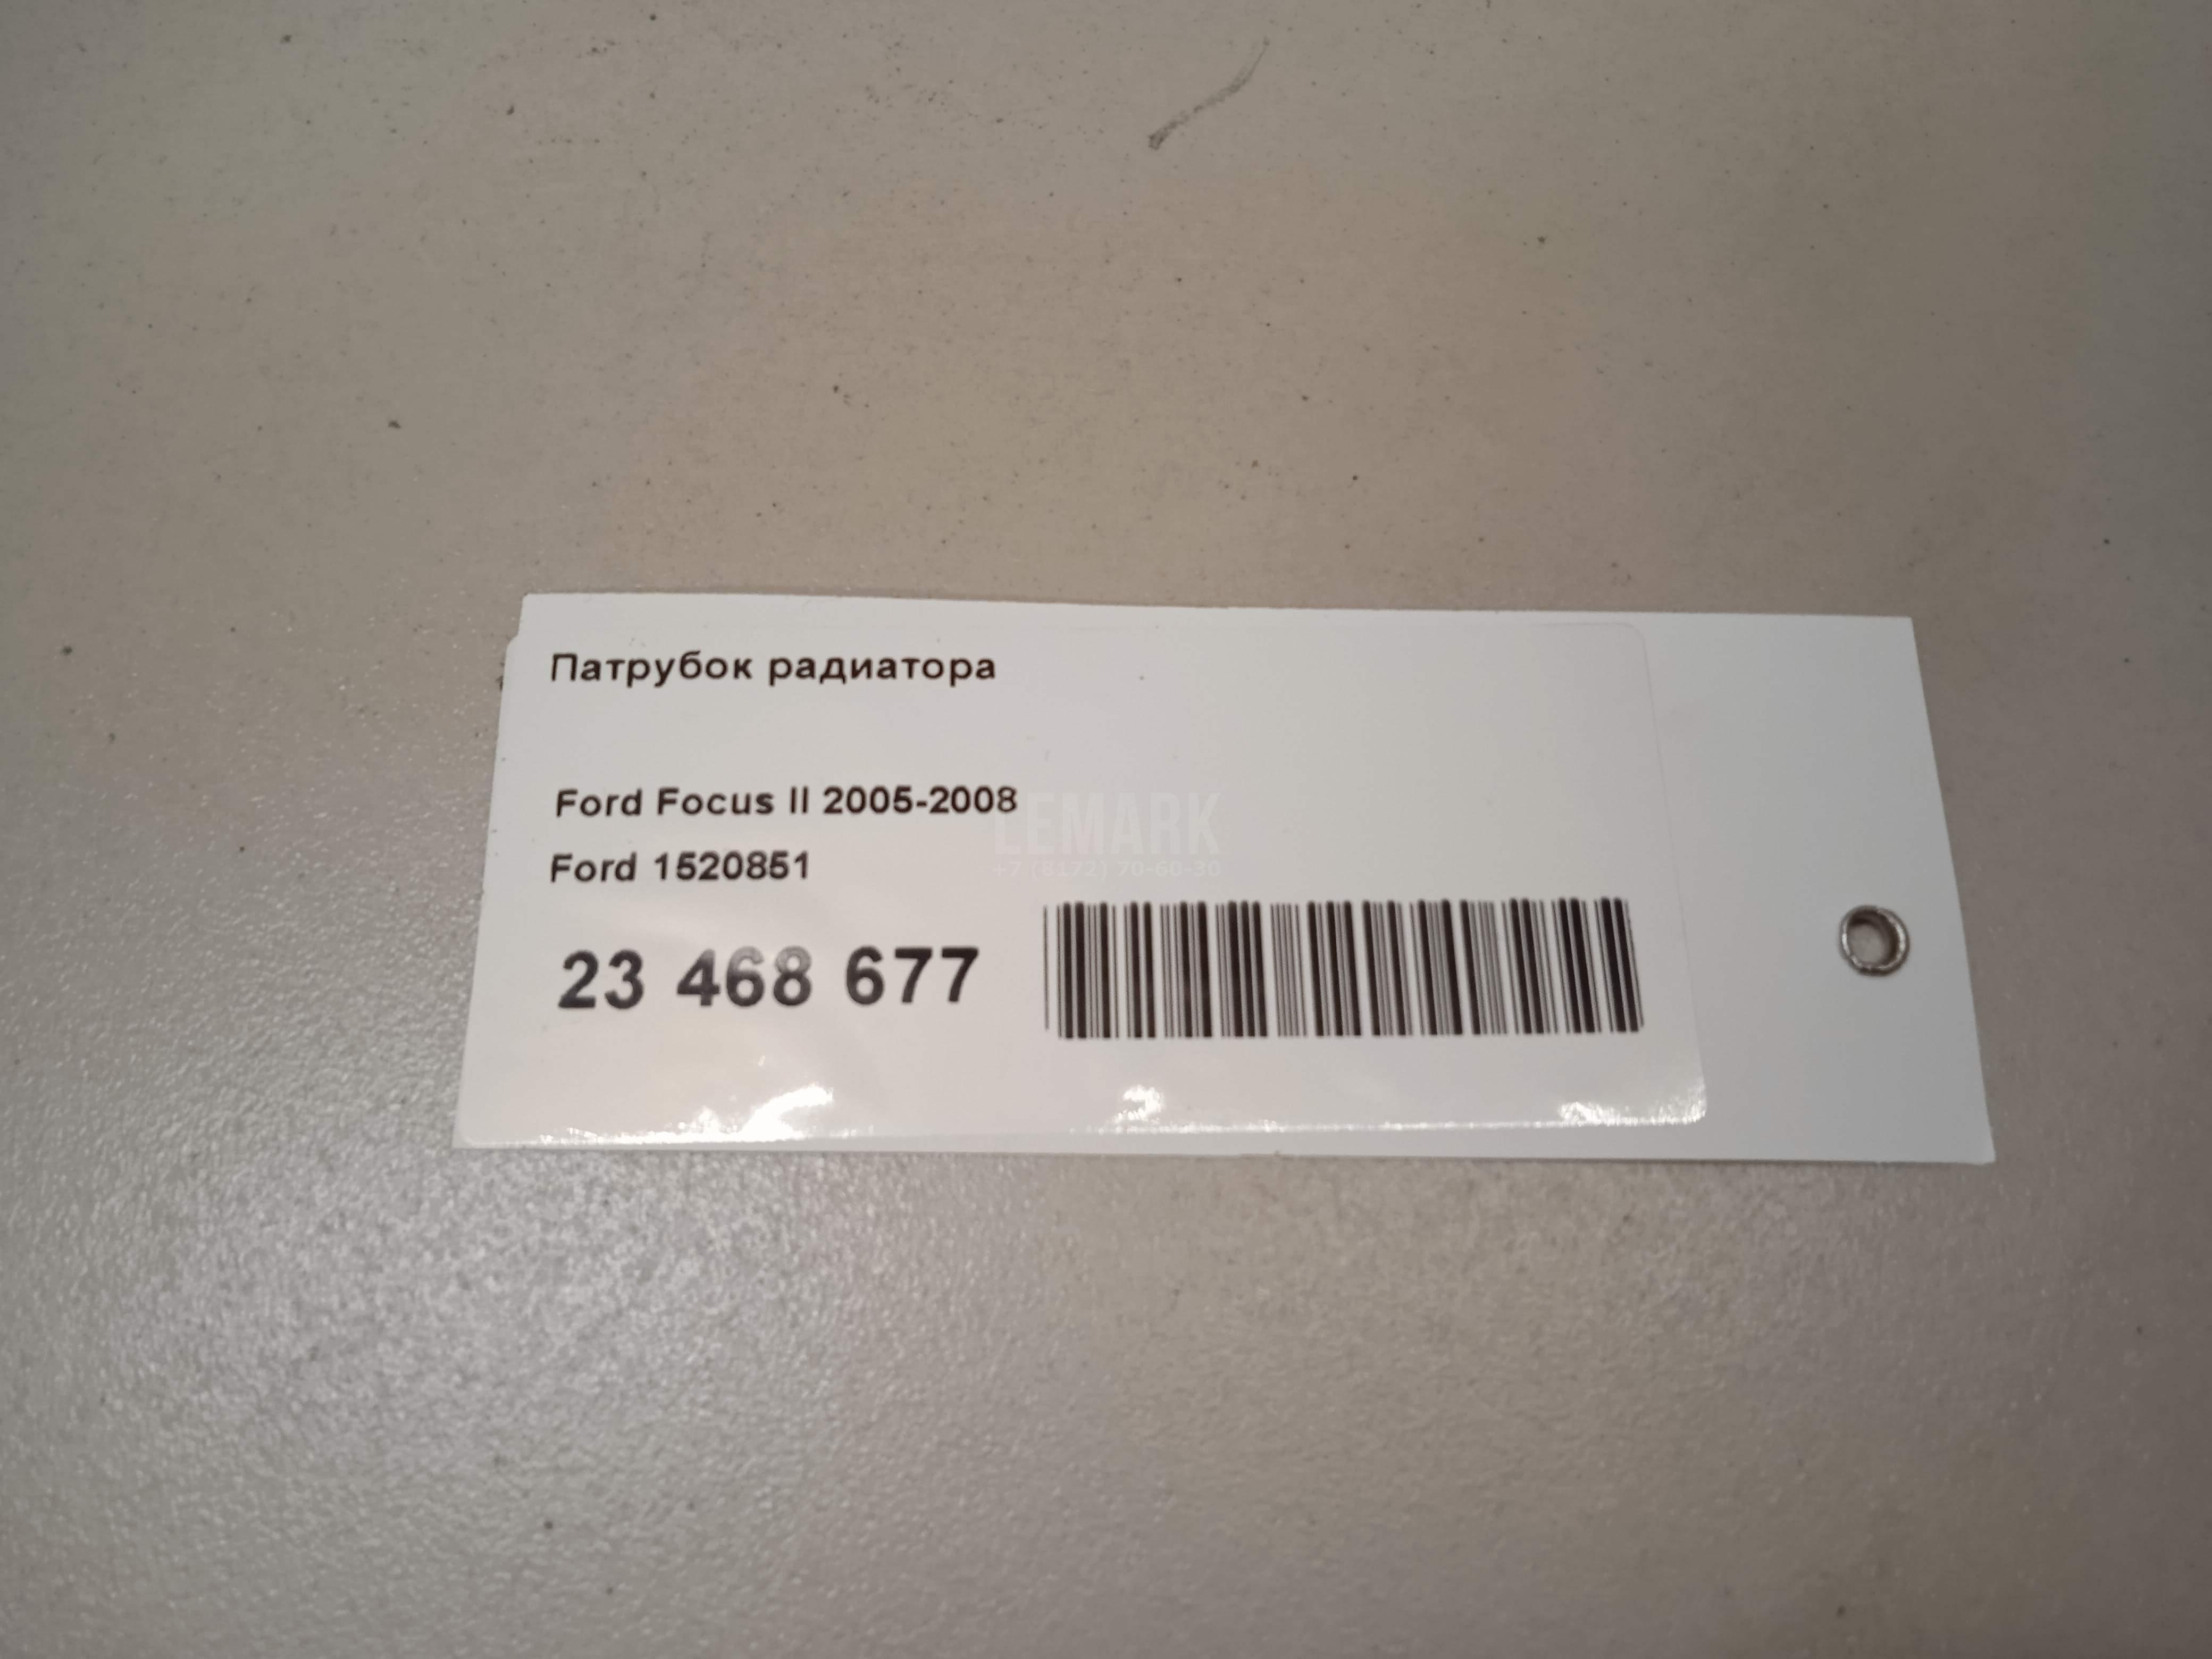 Патрубок радиатора
Ford Focus II 2005-2008
LEMARK
Ford 1520851
+7 (8172) 70-60-30
23 468 677